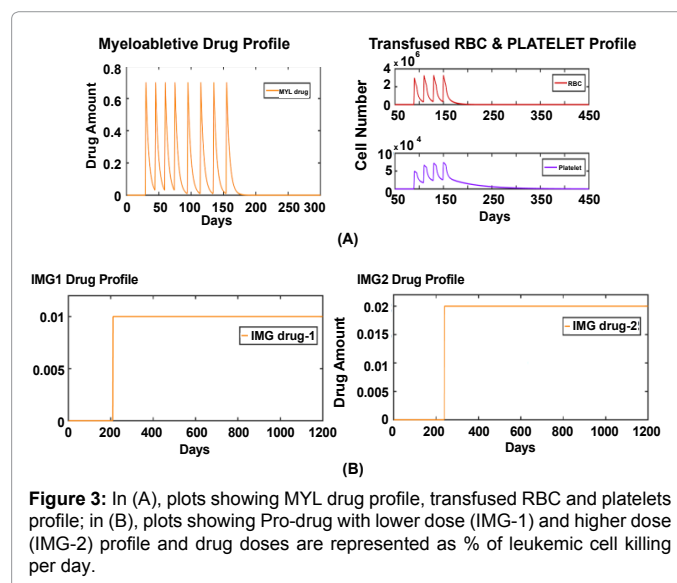 Myeloabletive Drug Profile
Transfused RBC & PLATELET Profile
0.8
0.6
0.4
0.2
0
Drug Amount
MYL drug
0 50 100 150 200 250 300
Days
x 10^6
4
2
0
RBC
50 150 250 350 450
Cell Number
x 10^4
10
5
0
Platelet
50 150 250 350 450
Days
(A)
IMG1 Drug Profile
0.01
0.005
0
IMG drug-1
0 200 400 600 800 1000 1200
Days
IMG2 Drug Profile
0.02
0.015
0.01
0.005
0
Drug Amount
IMG drug-2
0 200 400 600 800 1000 1200
Days
(B)
Figure 3: In (A), plots showing MYL drug profile, transfused RBC and platelets
profile; in (B), plots showing Pro-drug with lower dose (IMG-1) and higher dose
(IMG-2) profile and drug doses are represented as % of leukemic cell killing
per day.